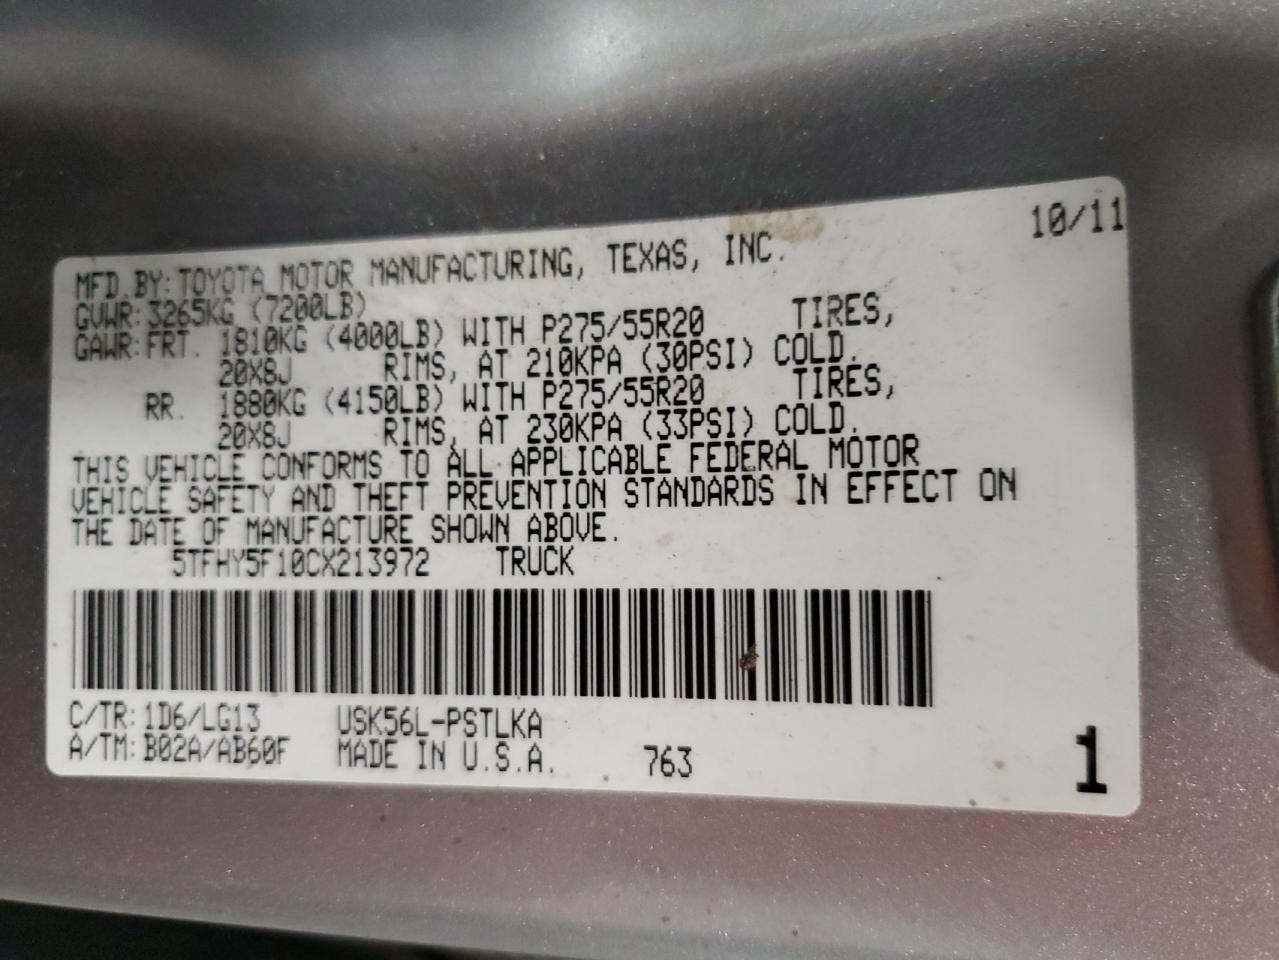 10/11
MFD. BY: TOYOTA MOTOR MANUFACTURING, TEXAS, INC.
GVWR: 3265KG (7200LB)
GAWR: FRT. 1810KG (4000LB) WITH P275/55R20 TIRES,
20X8J RIMS, AT 210KPA (30PSI) COLD.
RR. 1880KG (4150LB) WITH P275/55R20 TIRES,
20X8J RIMS, AT 230KPA (33PSI) COLD.
THIS VEHICLE CONFORMS TO ALL APPLICABLE FEDERAL MOTOR
VEHICLE SAFETY AND THEFT PREVENTION STANDARDS IN EFFECT ON
THE DATE OF MANUFACTURE SHOWN ABOVE.
5TFHY5F10CX213972 TRUCK
C/TR: 1D6/LG13 USK56L-PSTLKA
A/TM: B02A/AB60F MADE IN U.S.A. 763 1